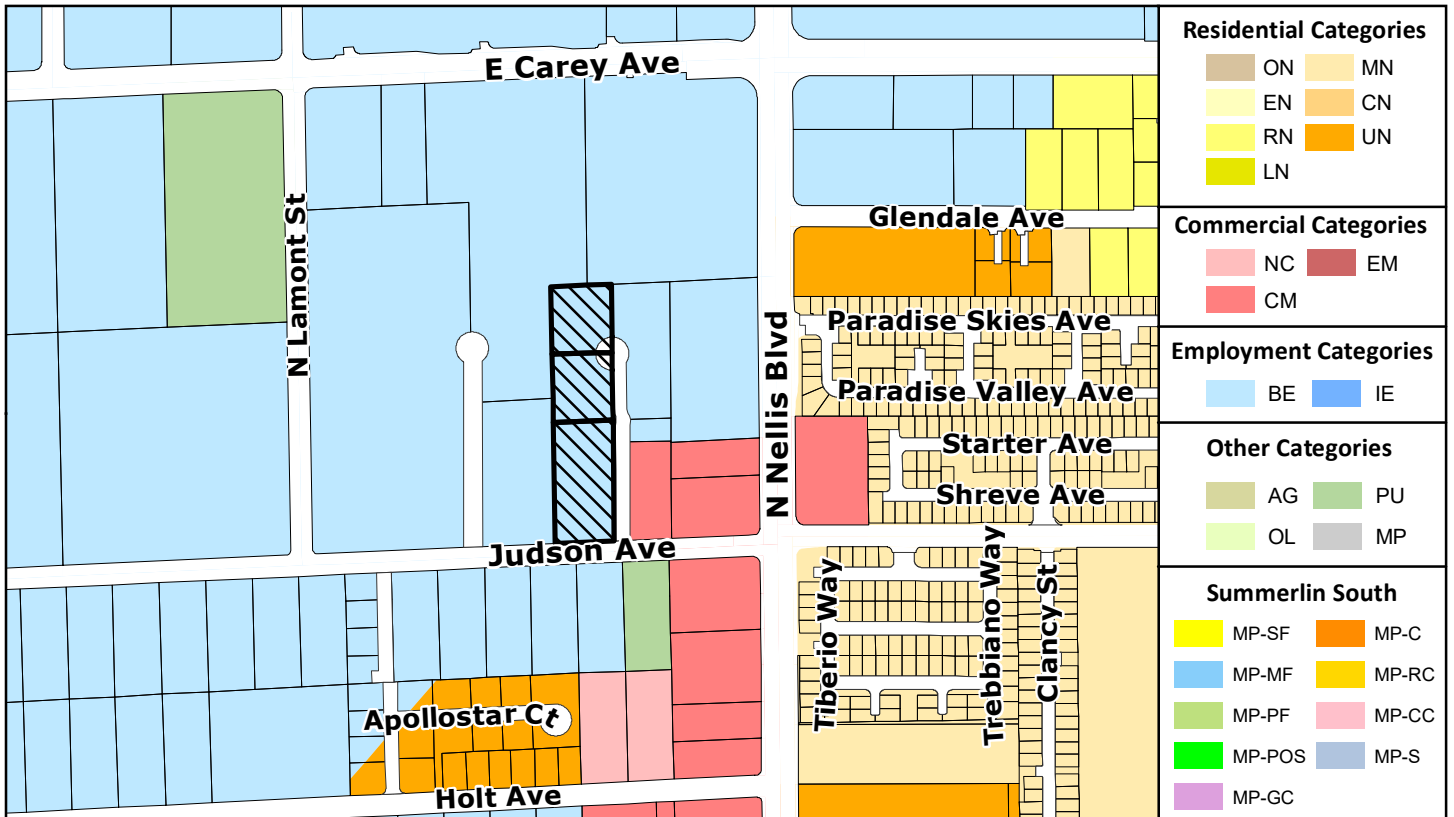 E Carey Ave
N Lamont St
Glendale Ave
Paradise Skies Ave
N Nellis Blvd
Paradise Valley Ave
Starter Ave
Shreve Ave
Judson Ave
Tiberio Way
Trebbiano Way
Clancy St
Apollostar Ct
Holt Ave
Residential Categories
ON MN
EN CN
RN UN
LN
Commercial Categories
NC EM
CM
Employment Categories
BE IE
Other Categories
AG PU
OL MP
Summerlin South
MP-SF MP-C
MP-MF MP-RC
MP-PF MP-CC
MP-POS MP-S
MP-GC